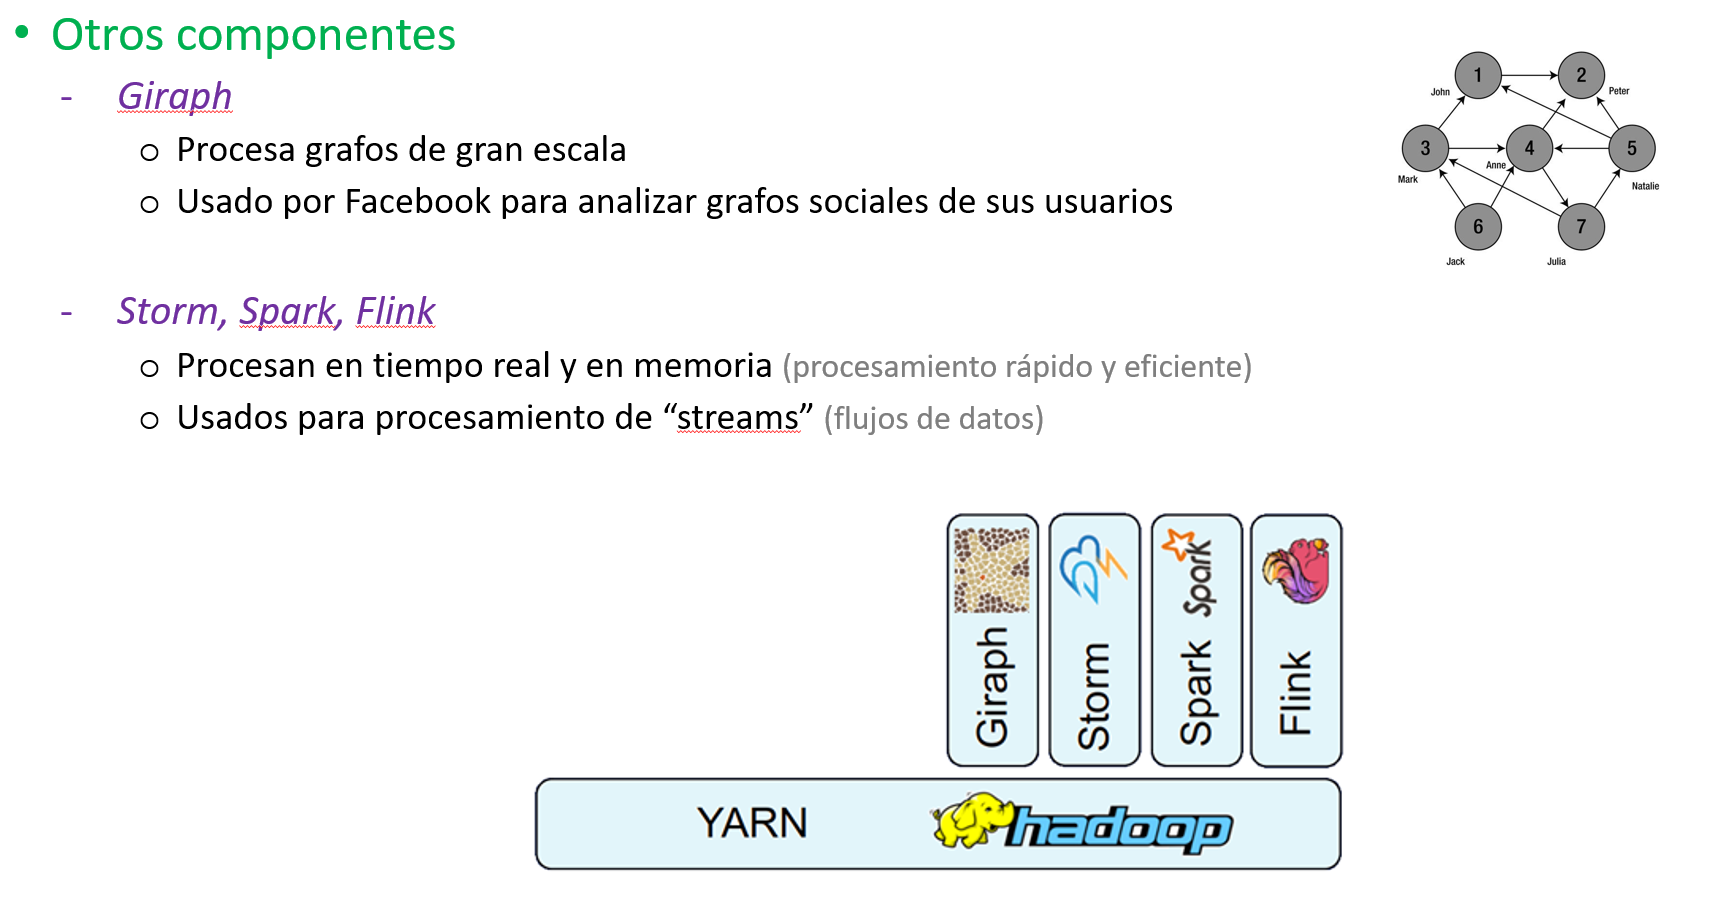 • Otros componentes
- Giraph
o Procesa grafos de gran escala
o Usado por Facebook para analizar grafos sociales de sus usuarios
1
2
John
Peter
3
4
5
Mark
Anne
Natalie
6
7
Jack
Julia
- Storm, Spark, Flink
o Procesan en tiempo real y en memoria (procesamiento rápido y eficiente)
o Usados para procesamiento de “streams” (flujos de datos)
Giraph
Storm
Spark Spark
Flink
YARN hadoop